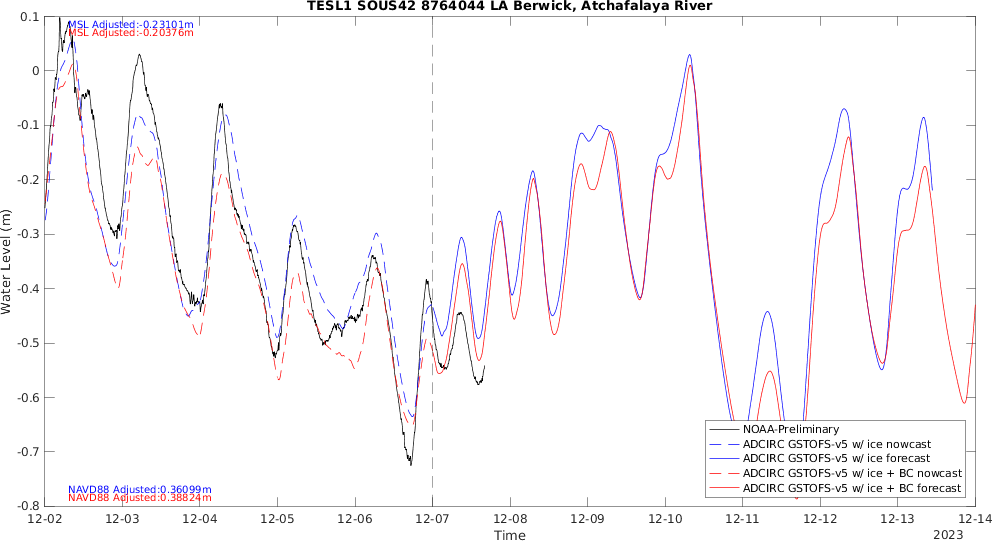 TESL1 SOUS42 8764044 LA Berwick, Atchafalaya River
MSL Adjusted:-0.23101m
MSL Adjusted:-0.20376m
0.1
0
-0.1
-0.2
-0.3
-0.4
-0.5
-0.6
-0.7
-0.8
Water Level (m)
NAVD88 Adjusted:0.36099m
NAVD88 Adjusted:0.38824m
NOAA-Preliminary
ADCIRC GSTOFS-v5 w/ ice nowcast
ADCIRC GSTOFS-v5 w/ ice forecast
ADCIRC GSTOFS-v5 w/ ice + BC nowcast
ADCIRC GSTOFS-v5 w/ ice + BC forecast
12-02 12-03 12-04 12-05 12-06 12-07 12-08 12-09 12-10 12-11 12-12 12-13 12-14
Time
2023